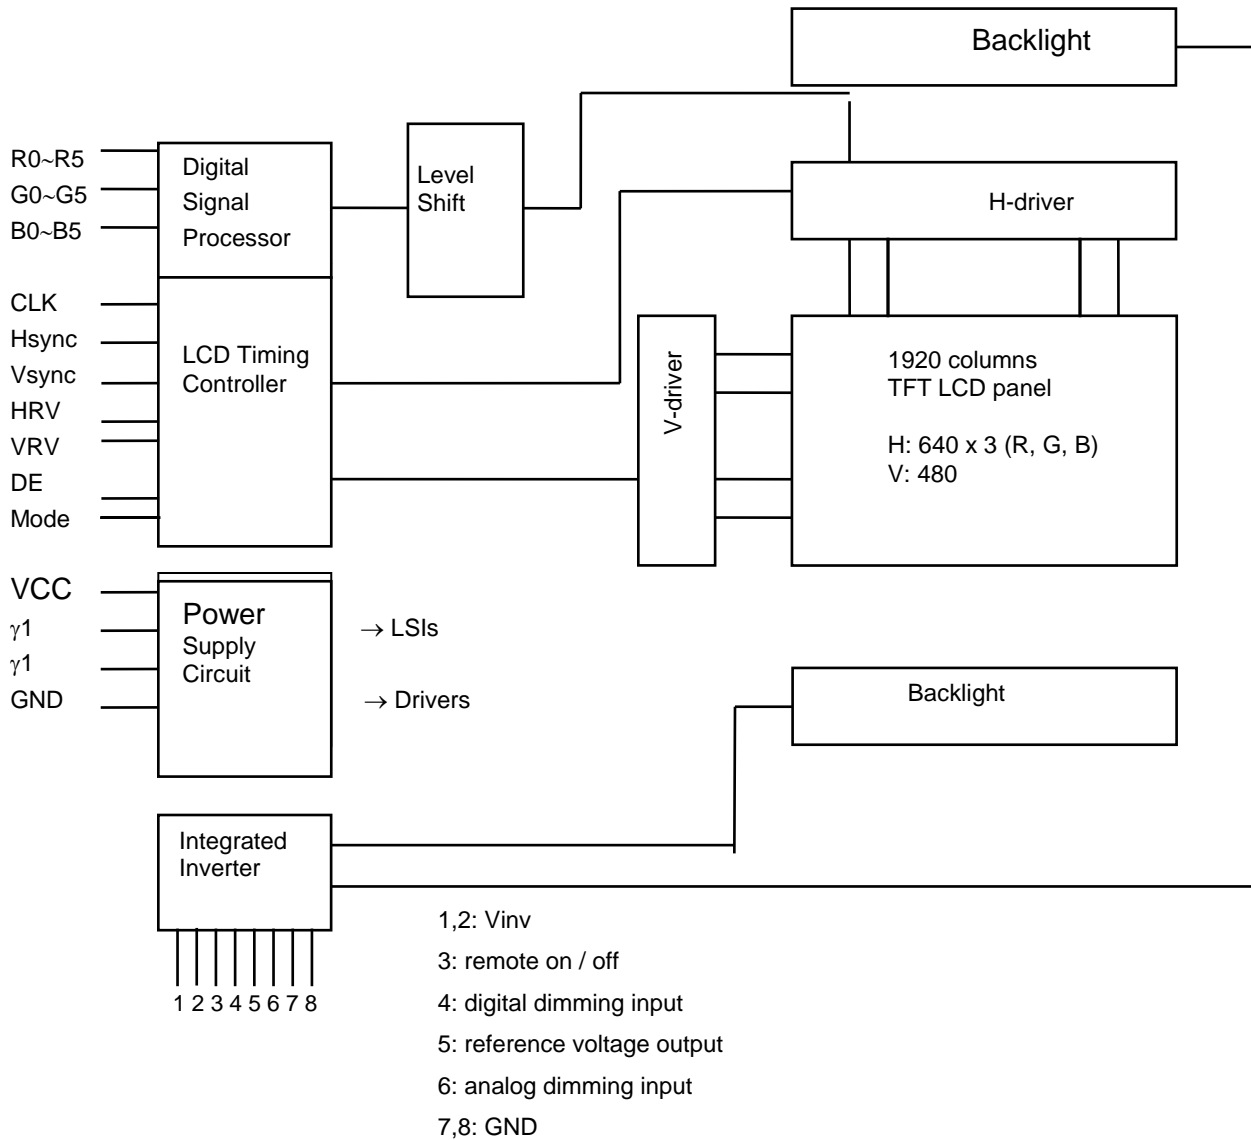 Backlight
R0~R5
G0~G5
B0~B5
Digital
Signal
Processor
Level
Shift
H-driver
CLK
Hsync
Vsync
HRV
VRV
DE
Mode
LCD Timing
Controller
V-driver
1920 columns
TFT LCD panel
H: 640 x 3 (R, G, B)
V: 480
VCC
γ1
γ1
GND
Power
Supply
Circuit
→ LSIs
→ Drivers
Backlight
Integrated
Inverter
1 2 3 4 5 6 7 8
1,2: Vinv
3: remote on / off
4: digital dimming input
5: reference voltage output
6: analog dimming input
7,8: GND